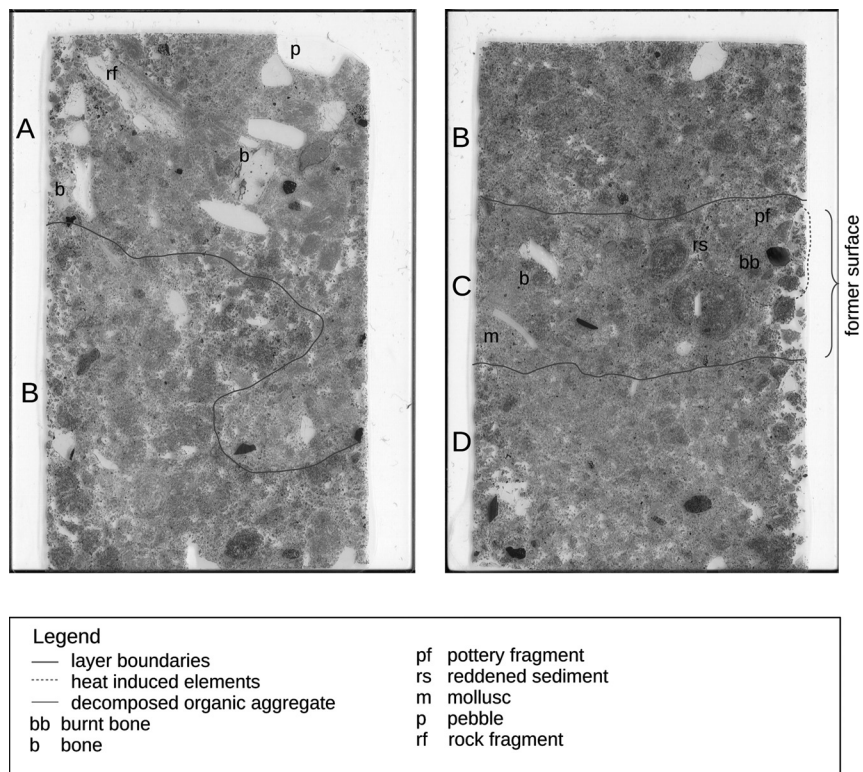 p
rf
A
b
b
B
B
pf
rs
bb
b
C
m
former surface
D
Legend
layer boundaries
heat induced elements
decomposed organic aggregate
bb burnt bone
b bone
pf pottery fragment
rs reddened sediment
m mollusc
p pebble
rf rock fragment